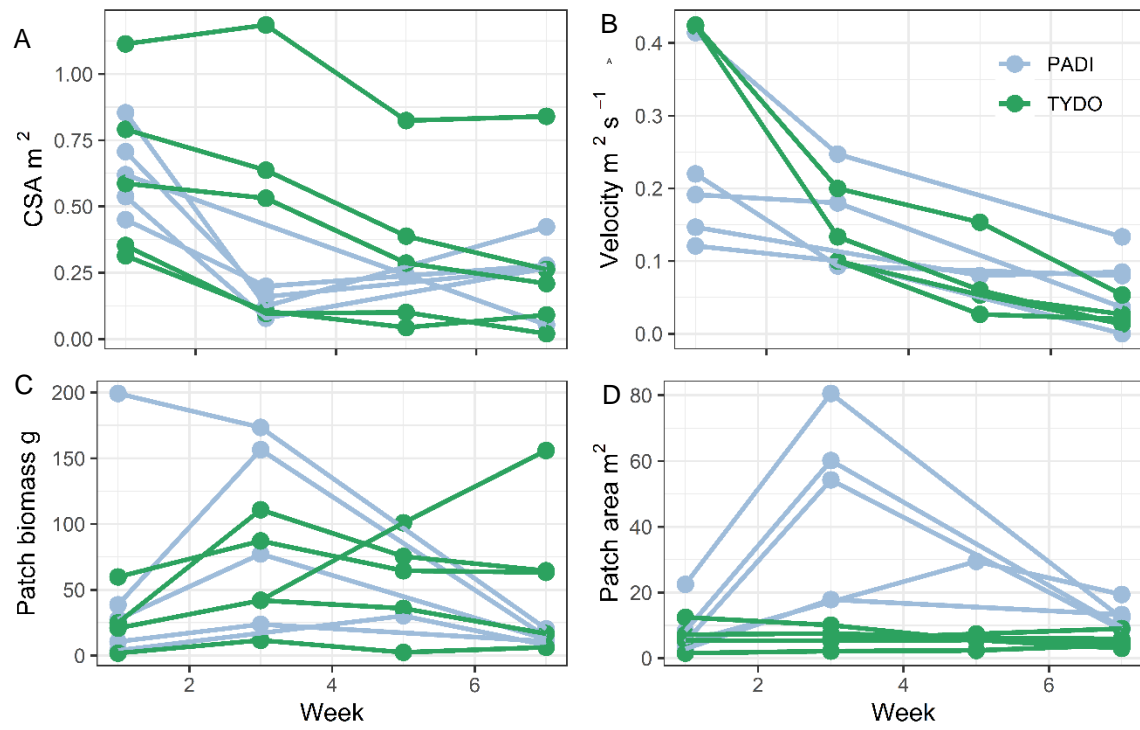 A
1.00
0.75
0.50
0.25
0.00
CSA m²
B
0.4
0.3
0.2
0.1
0.0
Velocity m² s⁻¹
A
PADI
TYDO
C
200
150
100
50
0
Patch biomass g
2
4
6
Week
D
80
60
40
20
0
Patch area m²
2
4
6
Week